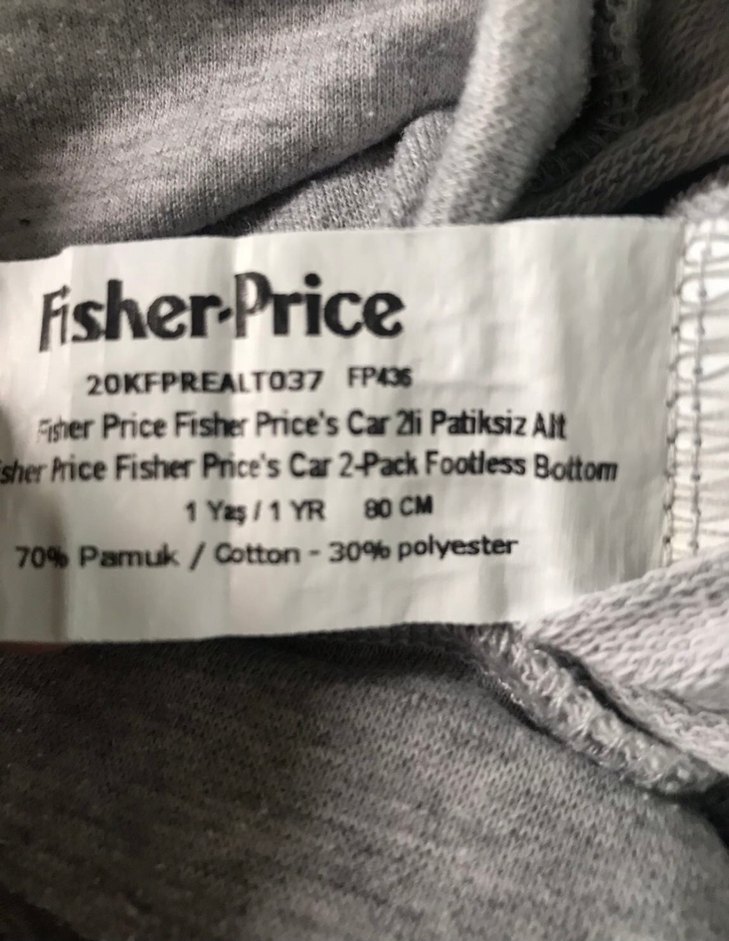 Fisher-Price
20KFPREALT037 FP436
Fisher Price Fisher Price's Car 2li Patiksiz Alt
isher Price Fisher Price's Car 2-Pack Footless Bottom
1 Yaş / 1 YR 80 CM
70% Pamuk / Cotton - 30% polyester